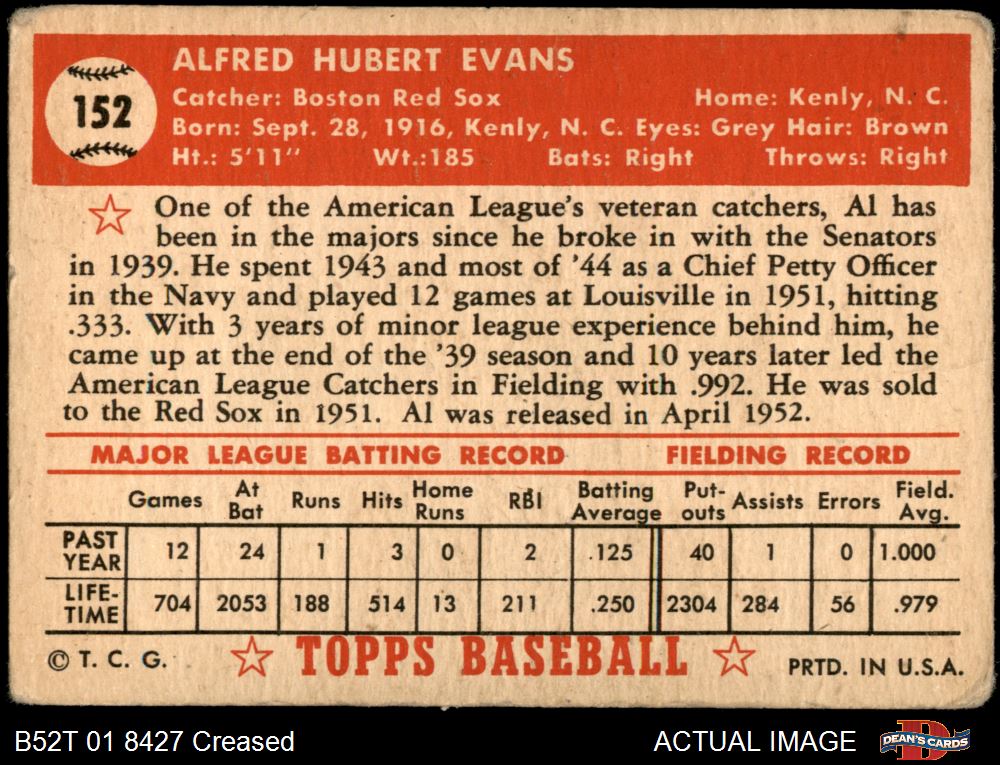 152
ALFRED HUBERT EVANS
Catcher: Boston Red Sox Home: Kenly, N. C.
Born: Sept. 28, 1916, Kenly, N. C. Eyes: Grey Hair: Brown
Ht.: 5'11" Wt.:185 Bats: Right Throws: Right
One of the American League's veteran catchers, Al has
been in the majors since he broke in with the Senators
in 1939. He spent 1943 and most of '44 as a Chief Petty Officer
in the Navy and played 12 games at Louisville in 1951, hitting
.333. With 3 years of minor league experience behind him, he
came up at the end of the '39 season and 10 years later led the
American League Catchers in Fielding with .992. He was sold
to the Red Sox in 1951. Al was released in April 1952.
MAJOR LEAGUE BATTING RECORD FIELDING RECORD
Games At Bat Runs Hits Home Runs RBI Batting Average Put-outs Assists Errors Field. Avg.
PAST YEAR 12 24 1 3 0 2 .125 40 1 0 1.000
LIFE-TIME 704 2053 188 514 13 211 .250 2304 284 56 .979
© T. C. G. TOPPS BASEBALL PRTD. IN U.S.A.
B52T 01 8427 Creased ACTUAL IMAGE DEAN'S CARDS